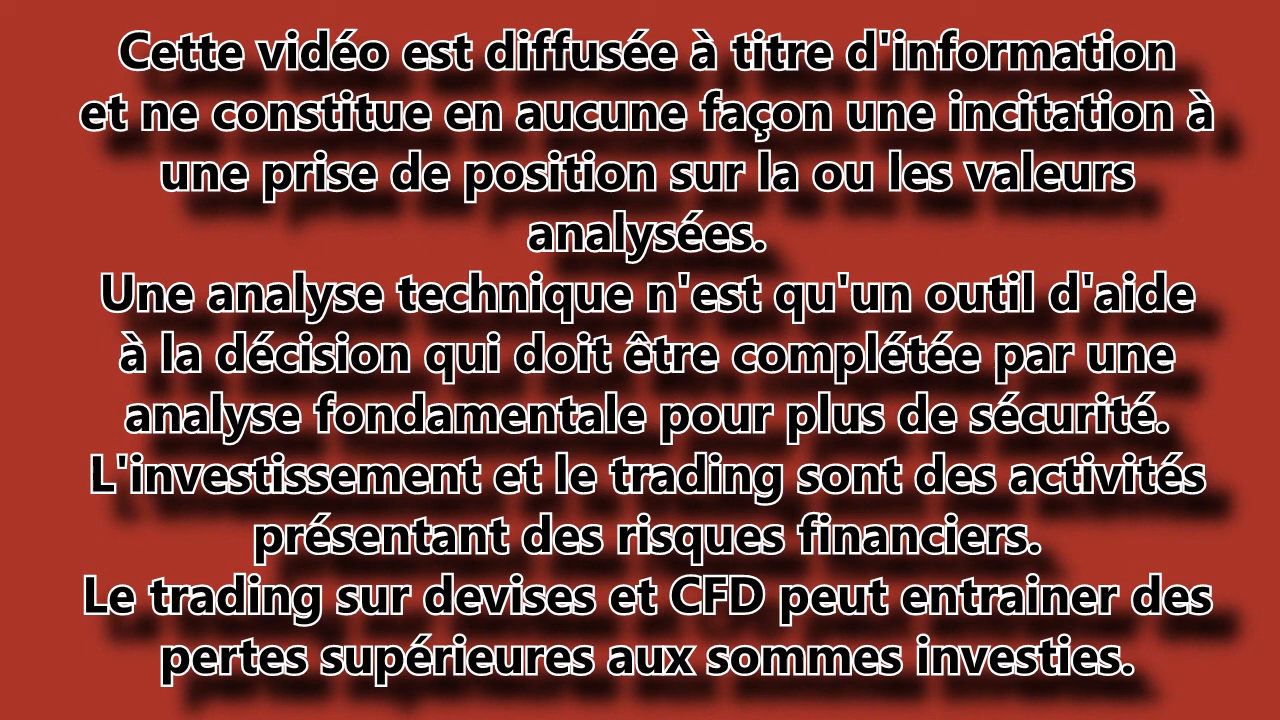 Cette vidéo est diffusée à titre d'information
et ne constitue en aucune façon une incitation à
une prise de position sur la ou les valeurs
analysées.
Une analyse technique n'est qu'un outil d'aide
à la décision qui doit être complétée par une
analyse fondamentale pour plus de sécurité.
L'investissement et le trading sont des activités
présentant des risques financiers.
Le trading sur devises et CFD peut entrainer des
pertes supérieures aux sommes investies.